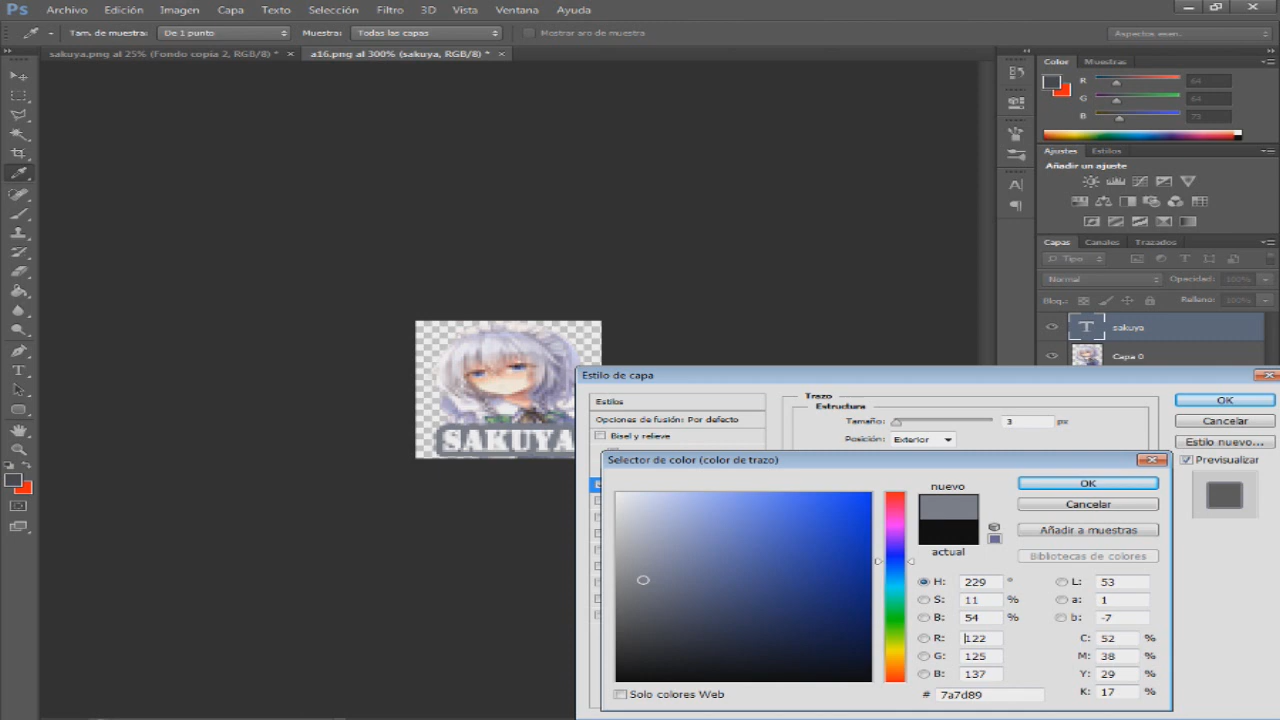 Ps Archivo Edición Imagen Capa Texto Selección Filtro 3D Vista Ventana Ayuda
Tam. de muestra: De 1 punto Muestra: Todas las capas Mostrar aro de muestra Aspectos esen.
sakuya.png al 25% (Fondo copia 2, RGB/8) * × a16.png al 300% (sakuya, RGB/8) * ×
Color Muestras
R 64
G 64
B 73
Ajustes Estilos
Añadir un ajuste
Capas Canales Trazados
Tipo
Normal Opacidad: 100%
Bloq.: Relleno: 100%
T sakuya
Capa 0
SAKUYA
Estilo de capa
Estilos
Opciones de fusión: Por defecto
Bisel y relieve
Trazo
Estructura
Tamaño: 3 px
Posición: Exterior
OK
Cancelar
Estilo nuevo...
Previsualizar
Selector de color (color de trazo)
nuevo
actual
OK
Cancelar
Añadir a muestras
Bibliotecas de colores
H: 229 ° L: 53
S: 11 % a: 1
B: 54 % b: -7
R: 122 C: 52 %
G: 125 M: 38 %
B: 137 Y: 29 %
# 7a7d89 K: 17 %
Solo colores Web